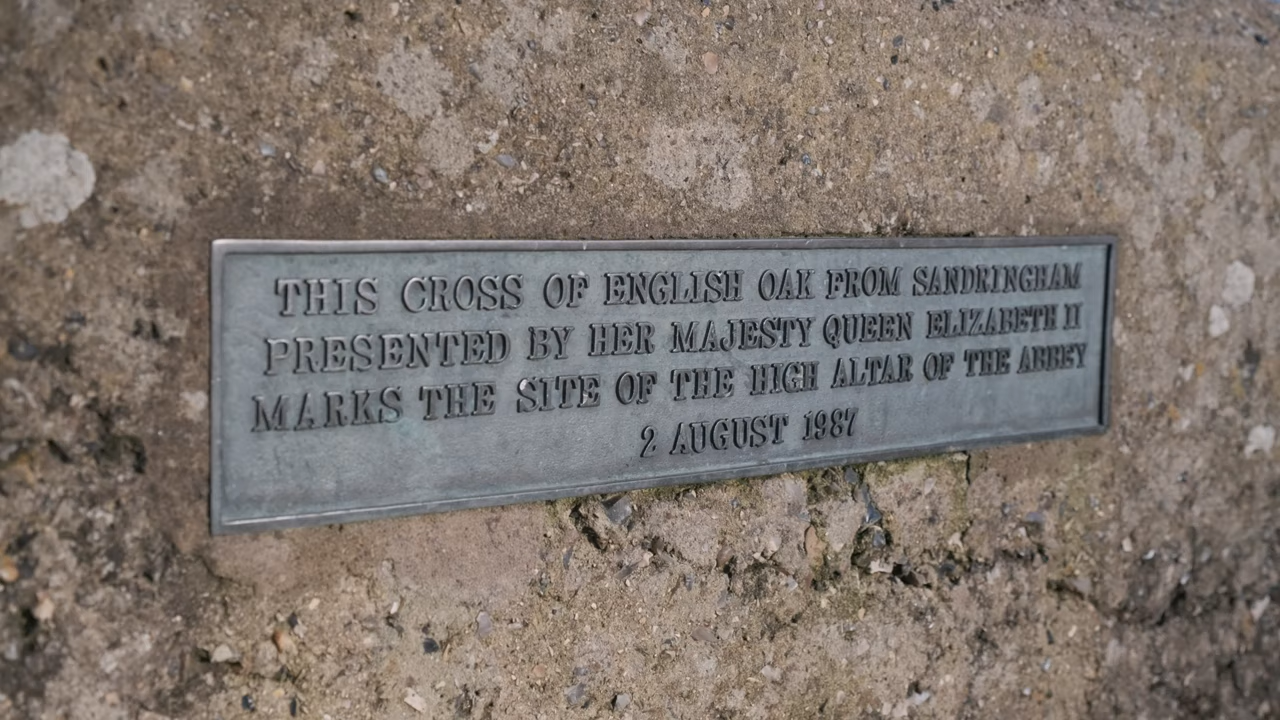 THIS CROSS OF ENGLISH OAK FROM SANDRINGHAM
PRESENTED BY HER MAJESTY QUEEN ELIZABETH II
MARKS THE SITE OF THE HIGH ALTAR OF THE ABBEY
2 AUGUST 1987